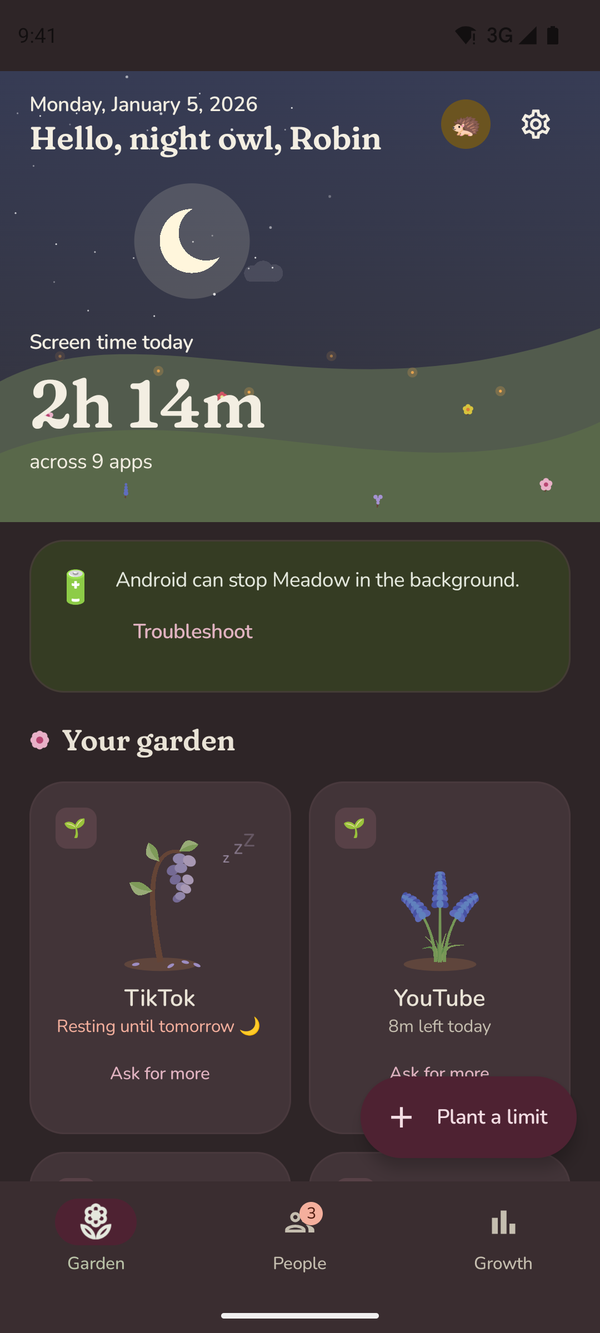 9:41
3G
Monday, January 5, 2026
Hello, night owl, Robin
Screen time today
2h 14m
across 9 apps
Android can stop Meadow in the background.
Troubleshoot
Your garden
z z z
TikTok
Resting until tomorrow 🌙
Ask for more
YouTube
8m left today
Ask for more
+ Plant a limit
3
Garden
People
Growth